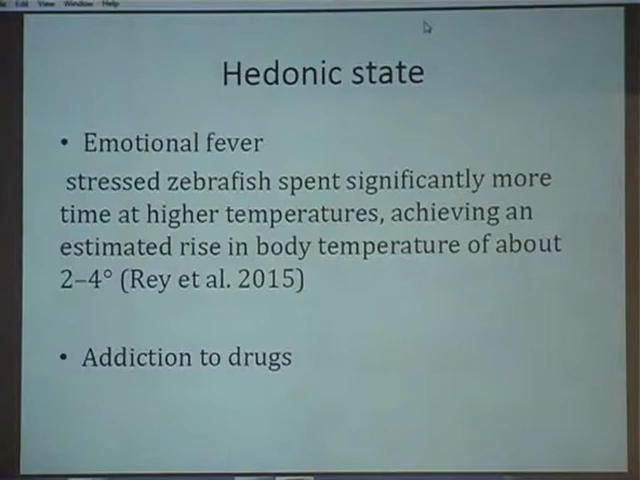 Edit View Window Help
Hedonic state
• Emotional fever
stressed zebrafish spent significantly more
time at higher temperatures, achieving an
estimated rise in body temperature of about
2–4° (Rey et al. 2015)
• Addiction to drugs